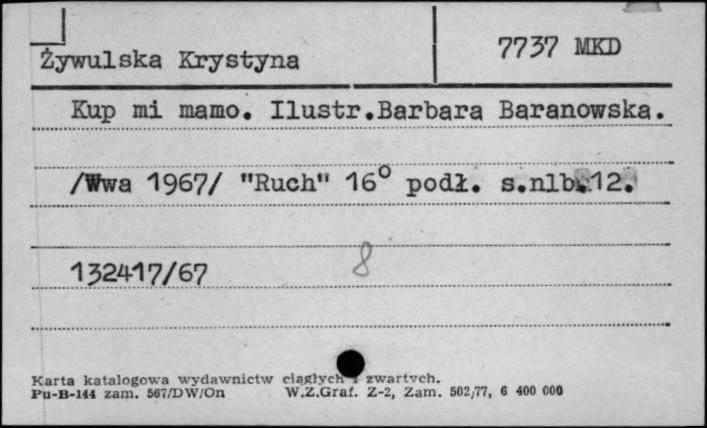 Żywulska Krystyna 7737 MKD
Kup mi mamo. Ilustr.Barbara Baranowska.
/Wwa 1967/ "Ruch" 16° podł. s.nlb.12.
132417/67 8
Karta katalogowa wydawnictw ciągłych i zwartych.
Pu-B-144 zam. 567/DW/On W.Z.Graf. Z-2, Zam. 502/77, 6 400 000